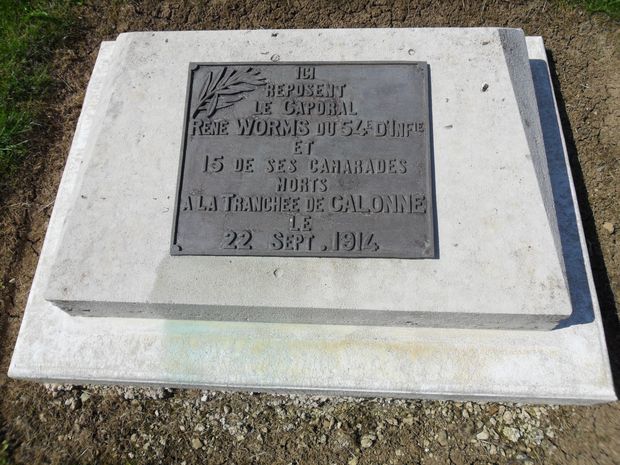 ICI
REPOSENT
LE CAPORAL
RENÉ WORMS DU 54E D'INFIE
ET
15 DE SES CAMARADES
MORTS
A LA TRANCHÉE DE CALONNE
LE
22 SEPT. 1914